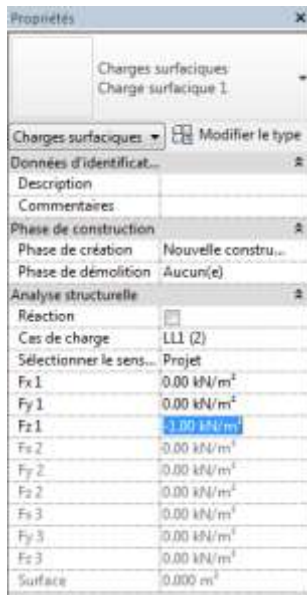 Propriétés
Charges surfaciques
Charge surfacique 1
Charges surfaciques Modifier le type
Données d'identificat...
Description
Commentaires
Phase de construction
Phase de création Nouvelle constru...
Phase de démolition Aucun(e)
Analyse structurelle
Réaction
Cas de charge LL1 (2)
Sélectionner le sens... Projet
Fx 1 0.00 kN/m²
Fy 1 0.00 kN/m²
Fz 1 -1.00 kN/m²
Fx 2 0.00 kN/m²
Fy 2 0.00 kN/m²
Fz 2 0.00 kN/m²
Fx 3 0.00 kN/m²
Fy 3 0.00 kN/m²
Fz 3 0.00 kN/m²
Surface 0.000 m²